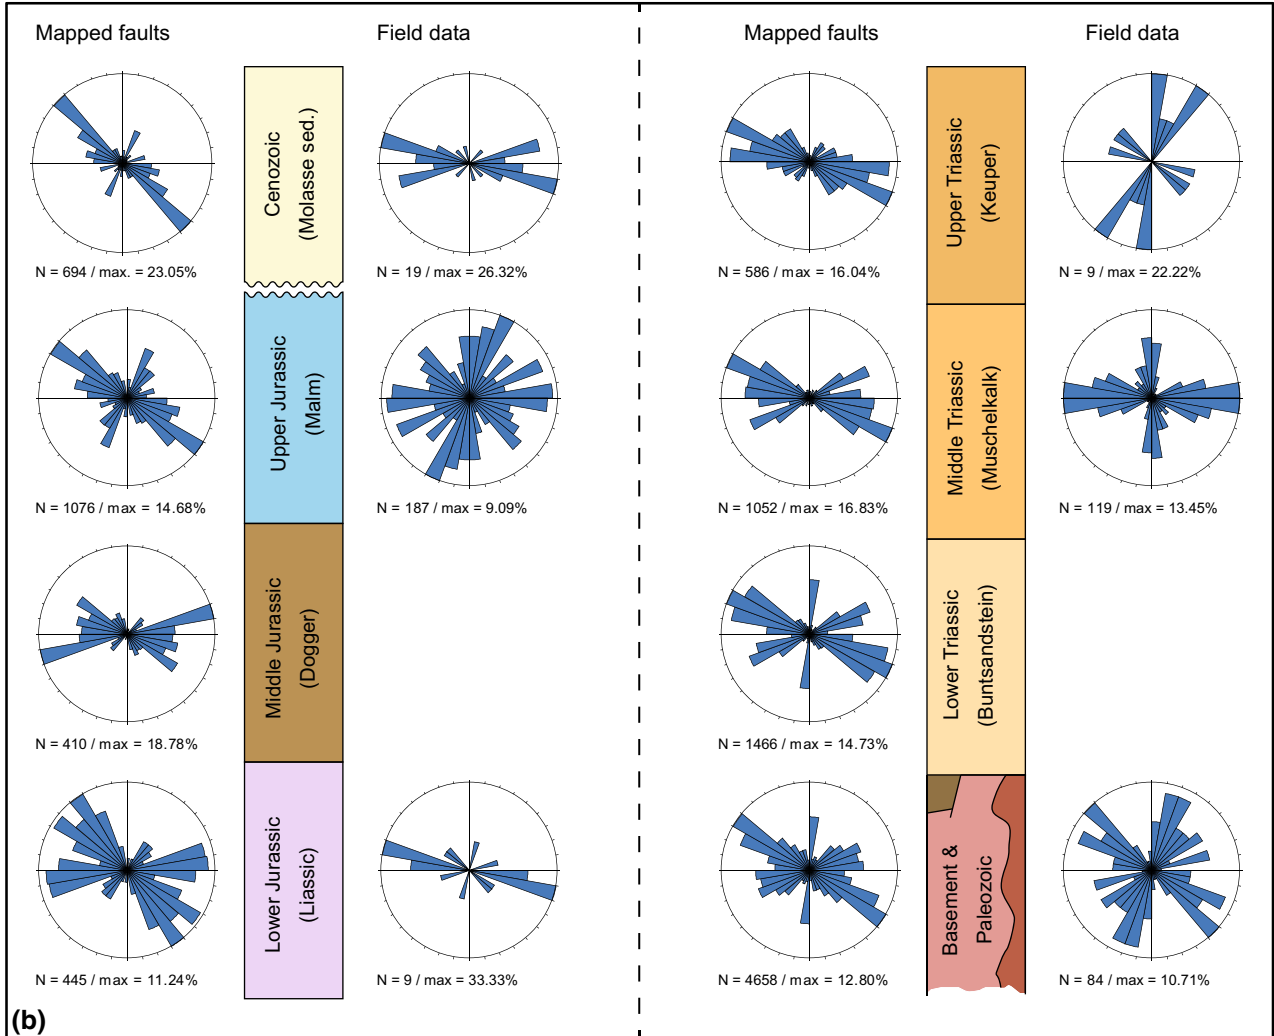 Mapped faults
Field data
Cenozoic
(Molasse sed.)
N = 694 / max. = 23.05%
N = 19 / max = 26.32%
Upper Jurassic
(Malm)
N = 1076 / max = 14.68%
N = 187 / max = 9.09%
Middle Jurassic
(Dogger)
N = 410 / max = 18.78%
Lower Jurassic
(Liassic)
N = 445 / max = 11.24%
N = 9 / max = 33.33%
(b)
Mapped faults
Field data
Upper Triassic
(Keuper)
N = 586 / max = 16.04%
N = 9 / max = 22.22%
Middle Triassic
(Muschelkalk)
N = 1052 / max = 16.83%
N = 119 / max = 13.45%
Lower Triassic
(Buntsandstein)
N = 1466 / max = 14.73%
Basement &
Paleozoic
N = 4658 / max = 12.80%
N = 84 / max = 10.71%